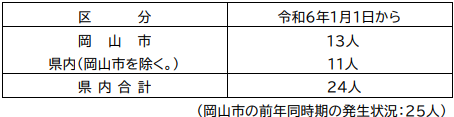 区　　分　令和6年1月1日から
岡　山　市　13人
県内(岡山市を除く。)　11人
県 内 合 計　24人
(岡山市の前年同時期の発生状況：25人)